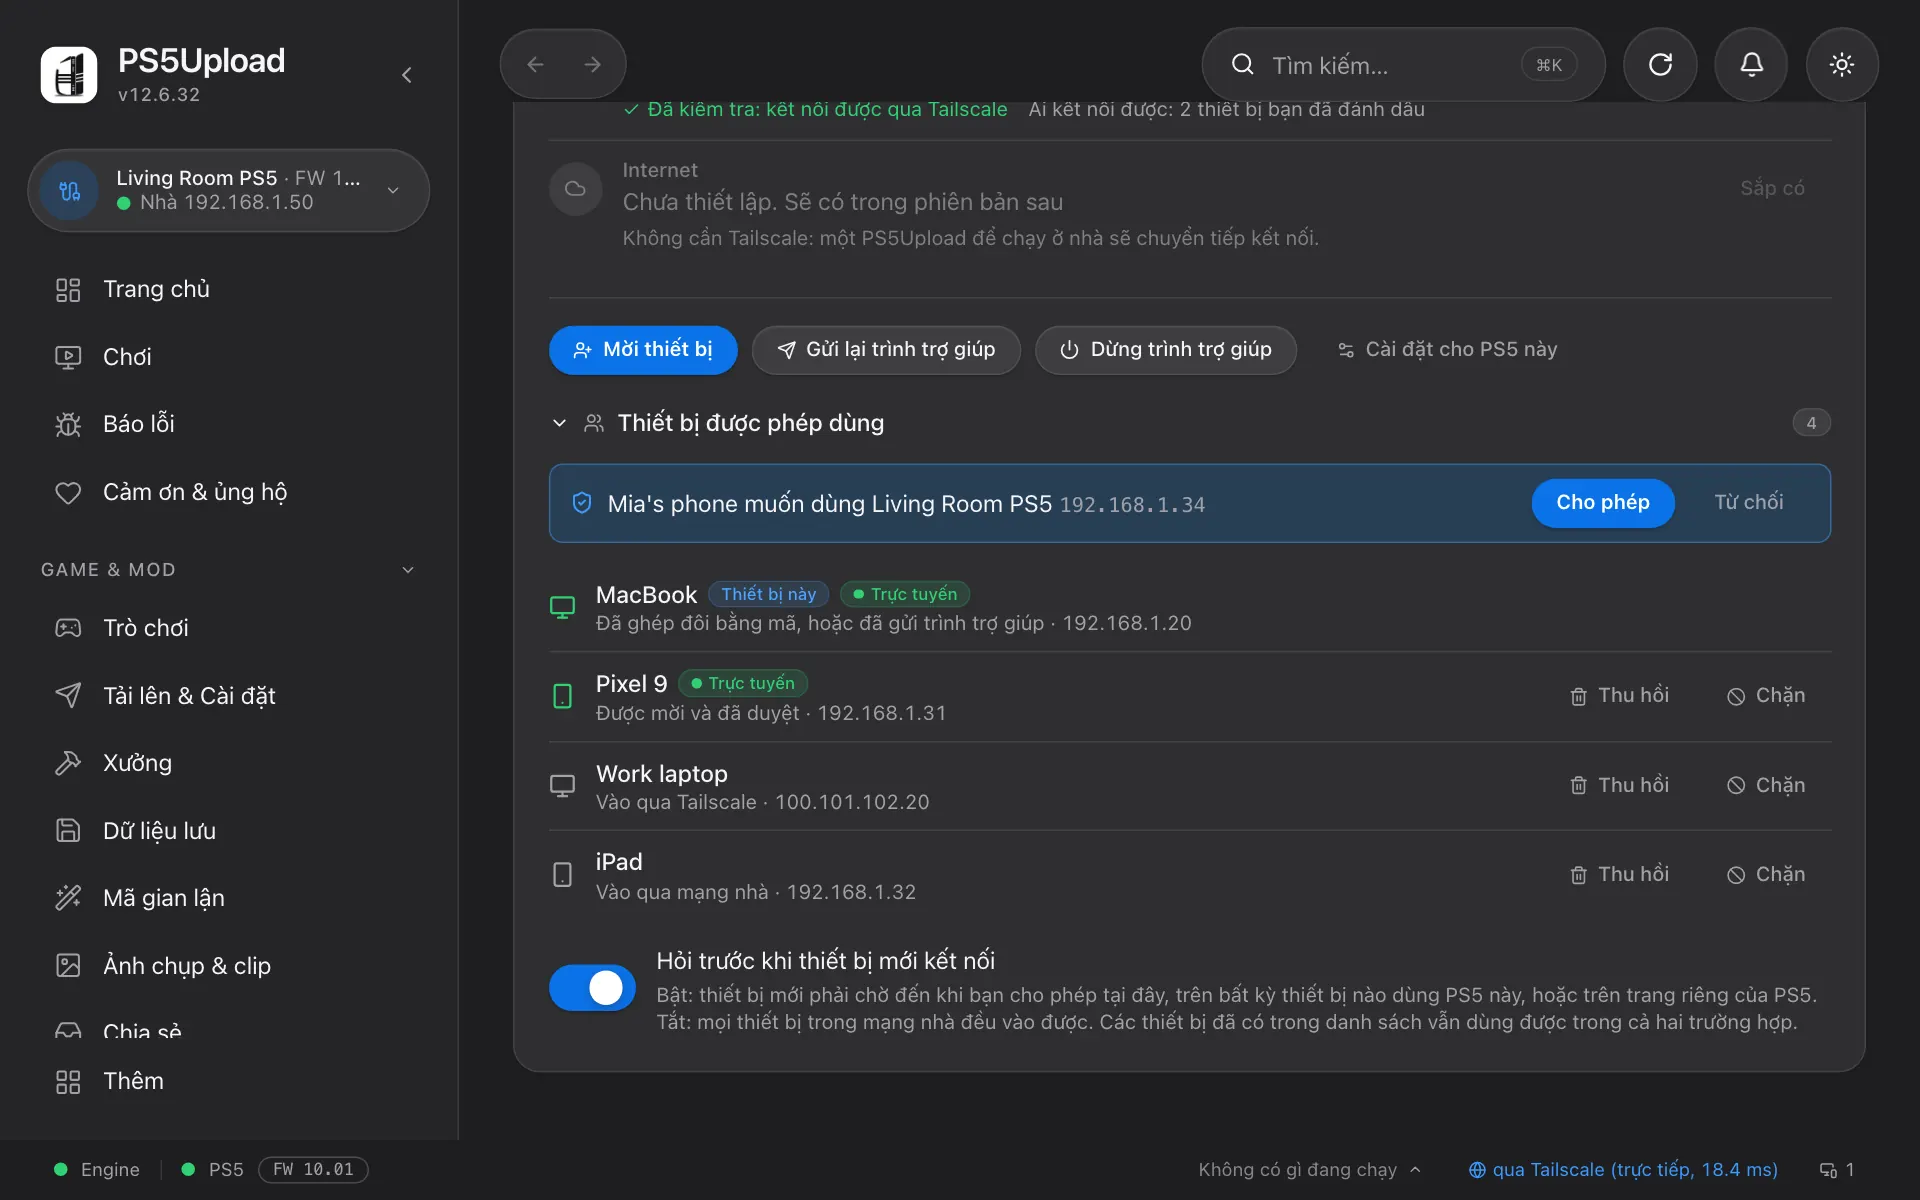 PS5Upload
v12.6.32
Living Room PS5 · FW 1...
Nhà 192.168.1.50
Trang chủ
Chơi
Báo lỗi
Cảm ơn & ủng hộ
GAME & MOD
Trò chơi
Tải lên & Cài đặt
Xưởng
Dữ liệu lưu
Mã gian lận
Ảnh chụp & clip
Chia sẻ
Thêm
Tìm kiếm...
⌘K
Đã kiểm tra: kết nối được qua Tailscale Ai kết nối được: 2 thiết bị bạn đã đánh dấu
Internet
Chưa thiết lập. Sẽ có trong phiên bản sau
Không cần Tailscale: một PS5Upload để chạy ở nhà sẽ chuyển tiếp kết nối.
Sắp có
Mời thiết bị
Gửi lại trình trợ giúp
Dừng trình trợ giúp
Cài đặt cho PS5 này
Thiết bị được phép dùng
4
Mia's phone muốn dùng Living Room PS5 192.168.1.34
Cho phép
Từ chối
MacBook Thiết bị này Trực tuyến
Đã ghép đôi bằng mã, hoặc đã gửi trình trợ giúp · 192.168.1.20
Pixel 9 Trực tuyến
Được mời và đã duyệt · 192.168.1.31
Thu hồi
Chặn
Work laptop
Vào qua Tailscale · 100.101.102.20
Thu hồi
Chặn
iPad
Vào qua mạng nhà · 192.168.1.32
Thu hồi
Chặn
Hỏi trước khi thiết bị mới kết nối
Bật: thiết bị mới phải chờ đến khi bạn cho phép tại đây, trên bất kỳ thiết bị nào dùng PS5 này, hoặc trên trang riêng của PS5.
Tắt: mọi thiết bị trong mạng nhà đều vào được. Các thiết bị đã có trong danh sách vẫn dùng được trong cả hai trường hợp.
Engine
PS5
FW 10.01
Không có gì đang chạy
qua Tailscale (trực tiếp, 18.4 ms)
1